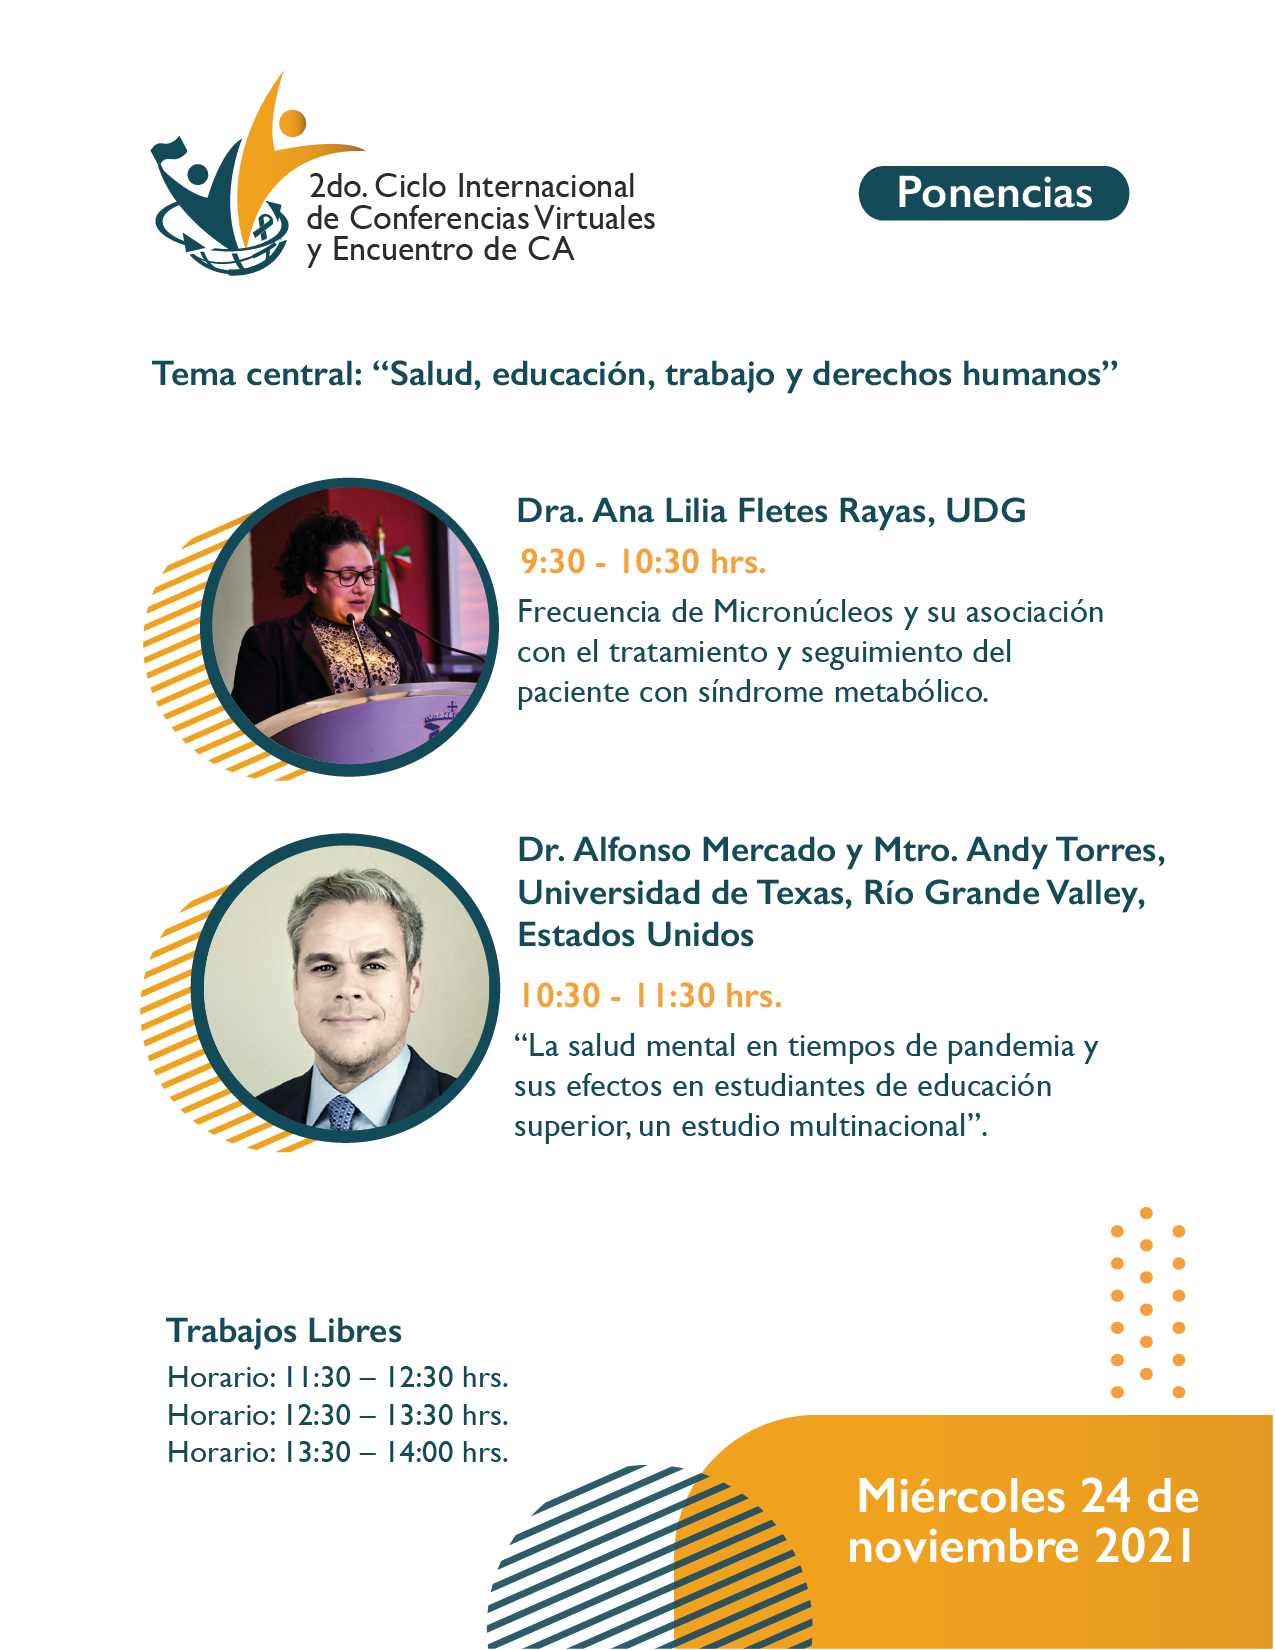 2do. Ciclo Internacional
de Conferencias Virtuales
y Encuentro de CA
Ponencias
Tema central: “Salud, educación, trabajo y derechos humanos”
Dra. Ana Lilia Fletes Rayas, UDG
9:30 - 10:30 hrs.
Frecuencia de Micronúcleos y su asociación
con el tratamiento y seguimiento del
paciente con síndrome metabólico.
Dr. Alfonso Mercado y Mtro. Andy Torres,
Universidad de Texas, Río Grande Valley,
Estados Unidos
10:30 - 11:30 hrs.
“La salud mental en tiempos de pandemia y
sus efectos en estudiantes de educación
superior, un estudio multinacional”.
Trabajos Libres
Horario: 11:30 – 12:30 hrs.
Horario: 12:30 – 13:30 hrs.
Horario: 13:30 – 14:00 hrs.
Miércoles 24 de
noviembre 2021